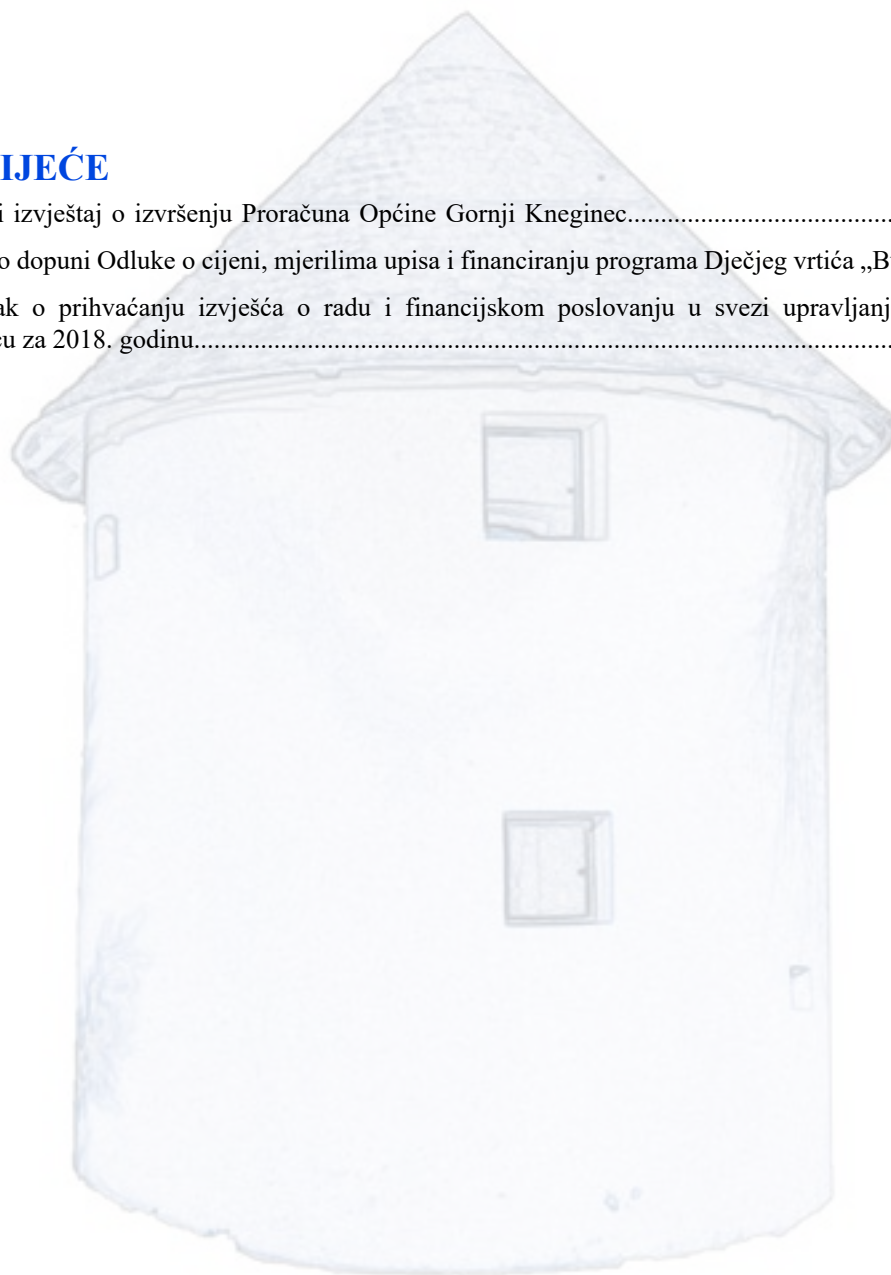 IJEĆE
i izvještaj o izvršenju Proračuna Općine Gornji Kneginec..........................................
o dopuni Odluke o cijeni, mjerilima upisa i financiranju programa Dječjeg vrtića „B
ak o prihvaćanju izvješća o radu i financijskom poslovanju u svezi upravljanj
u za 2018. godinu.........................................................................................................